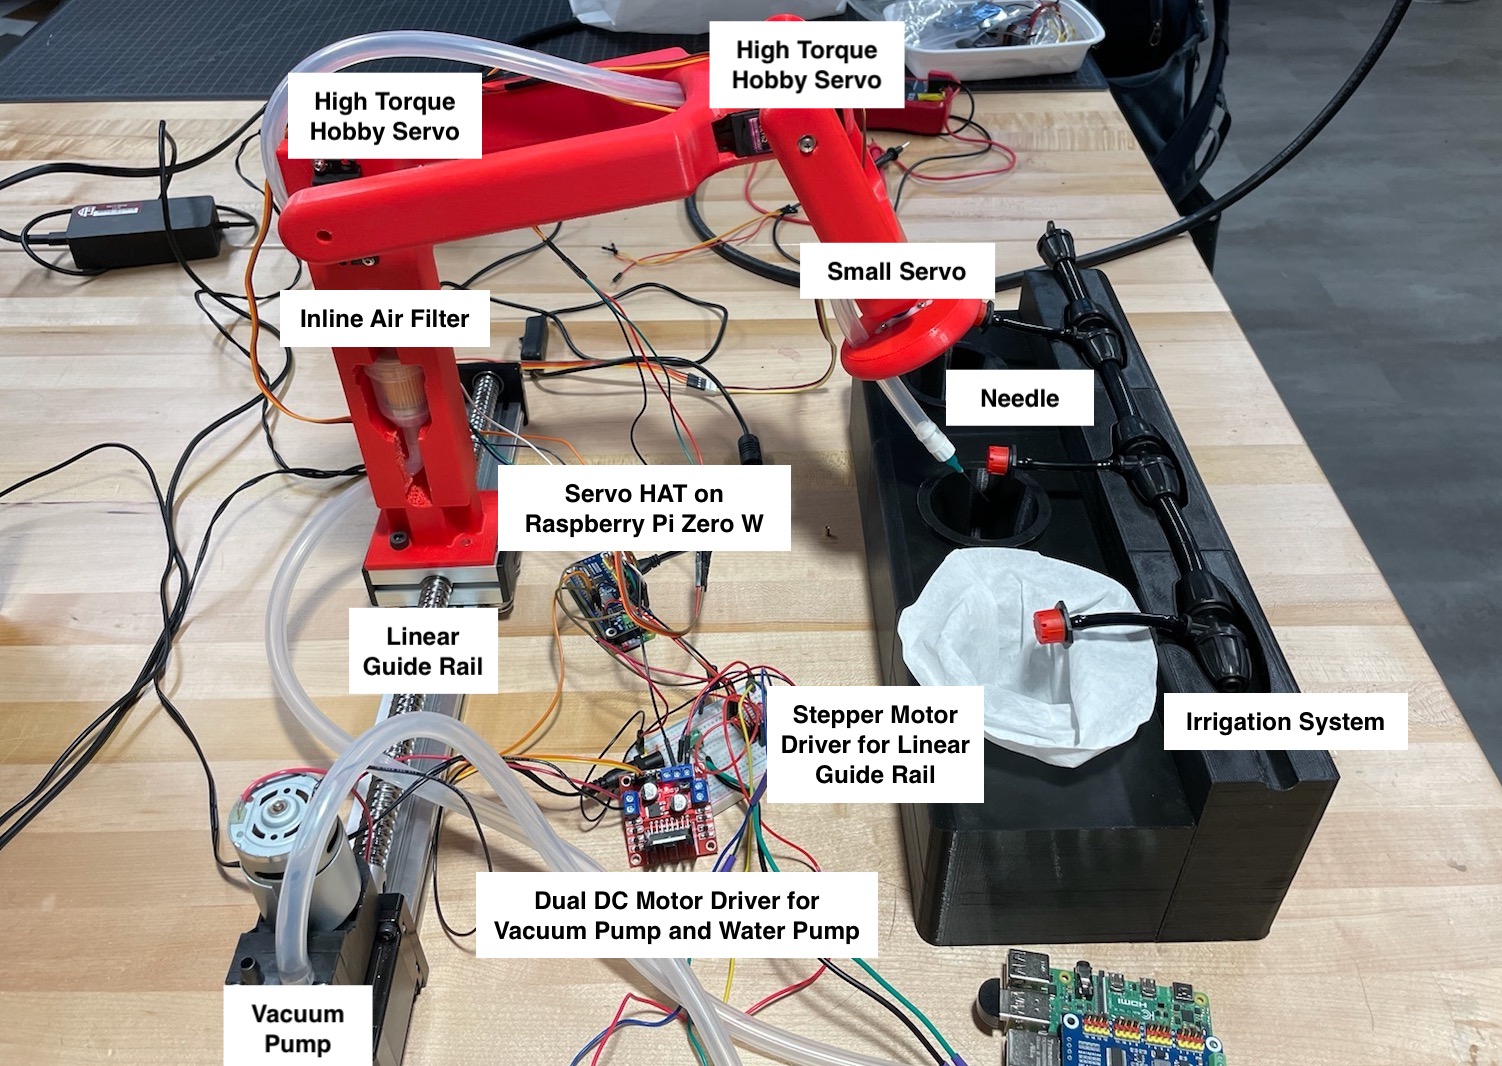 High Torque
Hobby Servo
High Torque
Hobby Servo
Small Servo
Inline Air Filter
Needle
Servo HAT on
Raspberry Pi Zero W
Linear
Guide Rail
Stepper Motor
Driver for Linear
Guide Rail
Irrigation System
Dual DC Motor Driver for
Vacuum Pump and Water Pump
Vacuum
Pump
HDMI